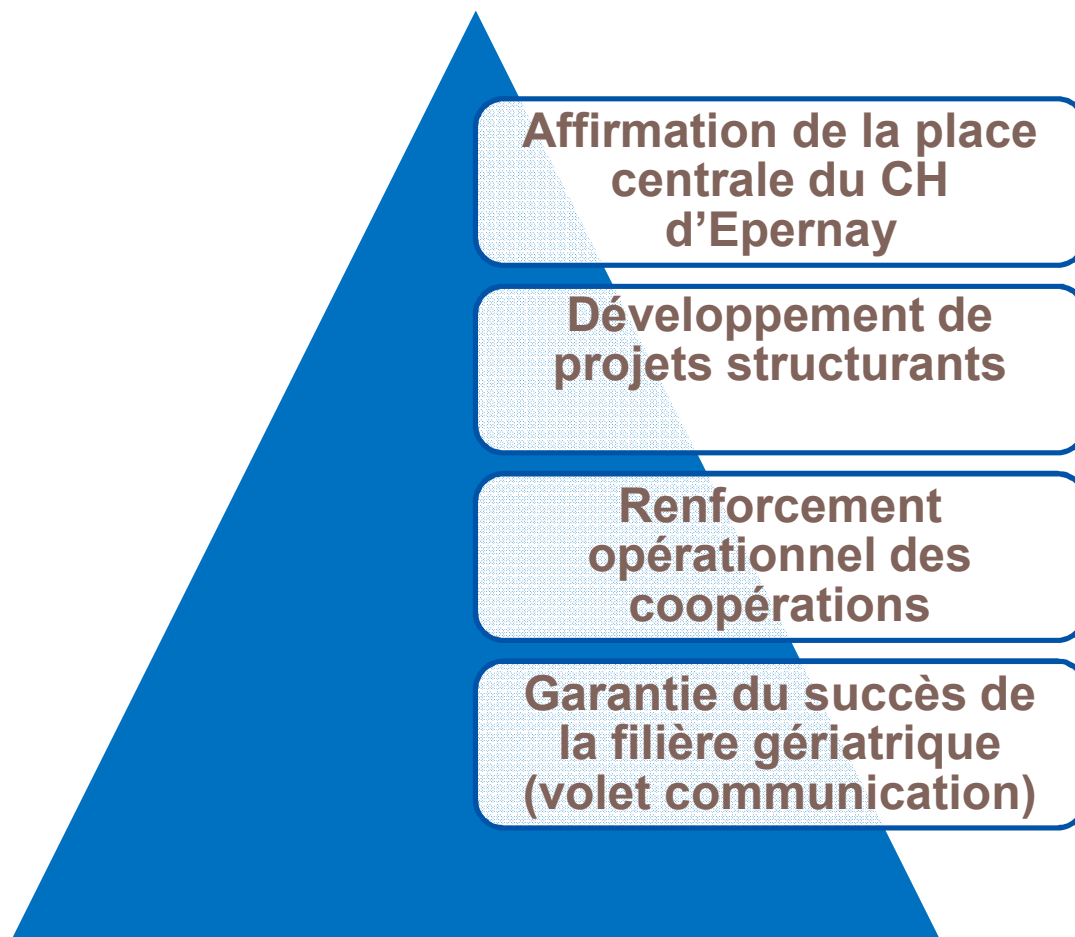 Affirmation de la place
centrale du CH
d’Epernay
Développement de
projets structurants
Renforcement
opérationnel des
coopérations
Garantie du succès de
la filière gériatrique
(volet communication)